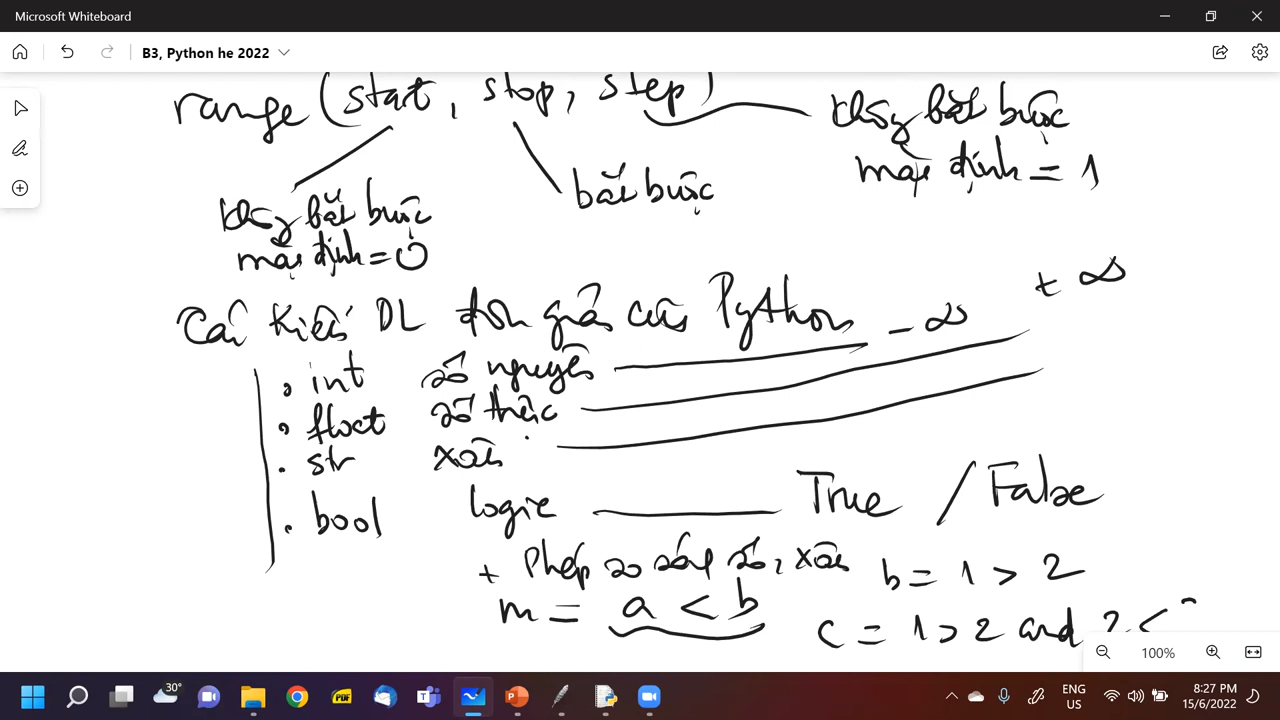 Microsoft Whiteboard
B3, Python he 2022
range (start, stop, step)
không bắt buộc
mặc định = 1
bắt buộc
không bắt buộc
mặc định = 0
Các kiểu DL đơn giản của Python
- ∞
+ ∞
. int số nguyên
. float số thực
. str xâu
. bool logic True / False
+ Phép so sánh số, xâu
b = 1 > 2
m = a < b
c = 1 > 2 and 2 <
100%
30°
PDF
ENG
US
8:27 PM
15/6/2022